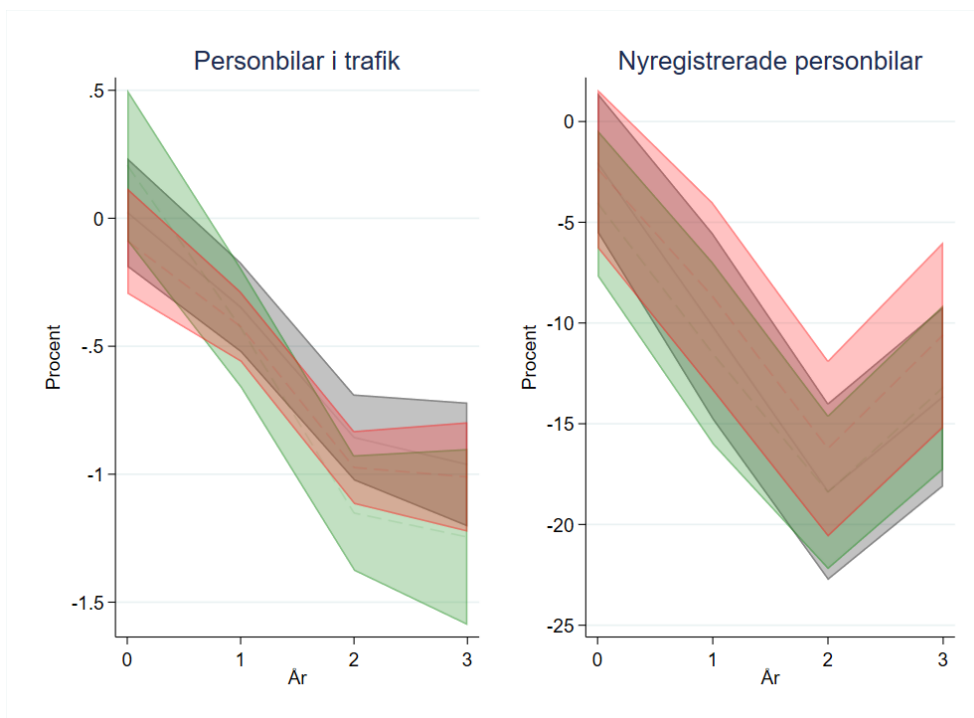 Personbilar i trafik
.5
0
-.5
-1
-1.5
Procent
0 1 2 3
År
Nyregistrerade personbilar
0
-5
-10
-15
-20
-25
Procent
0 1 2 3
År